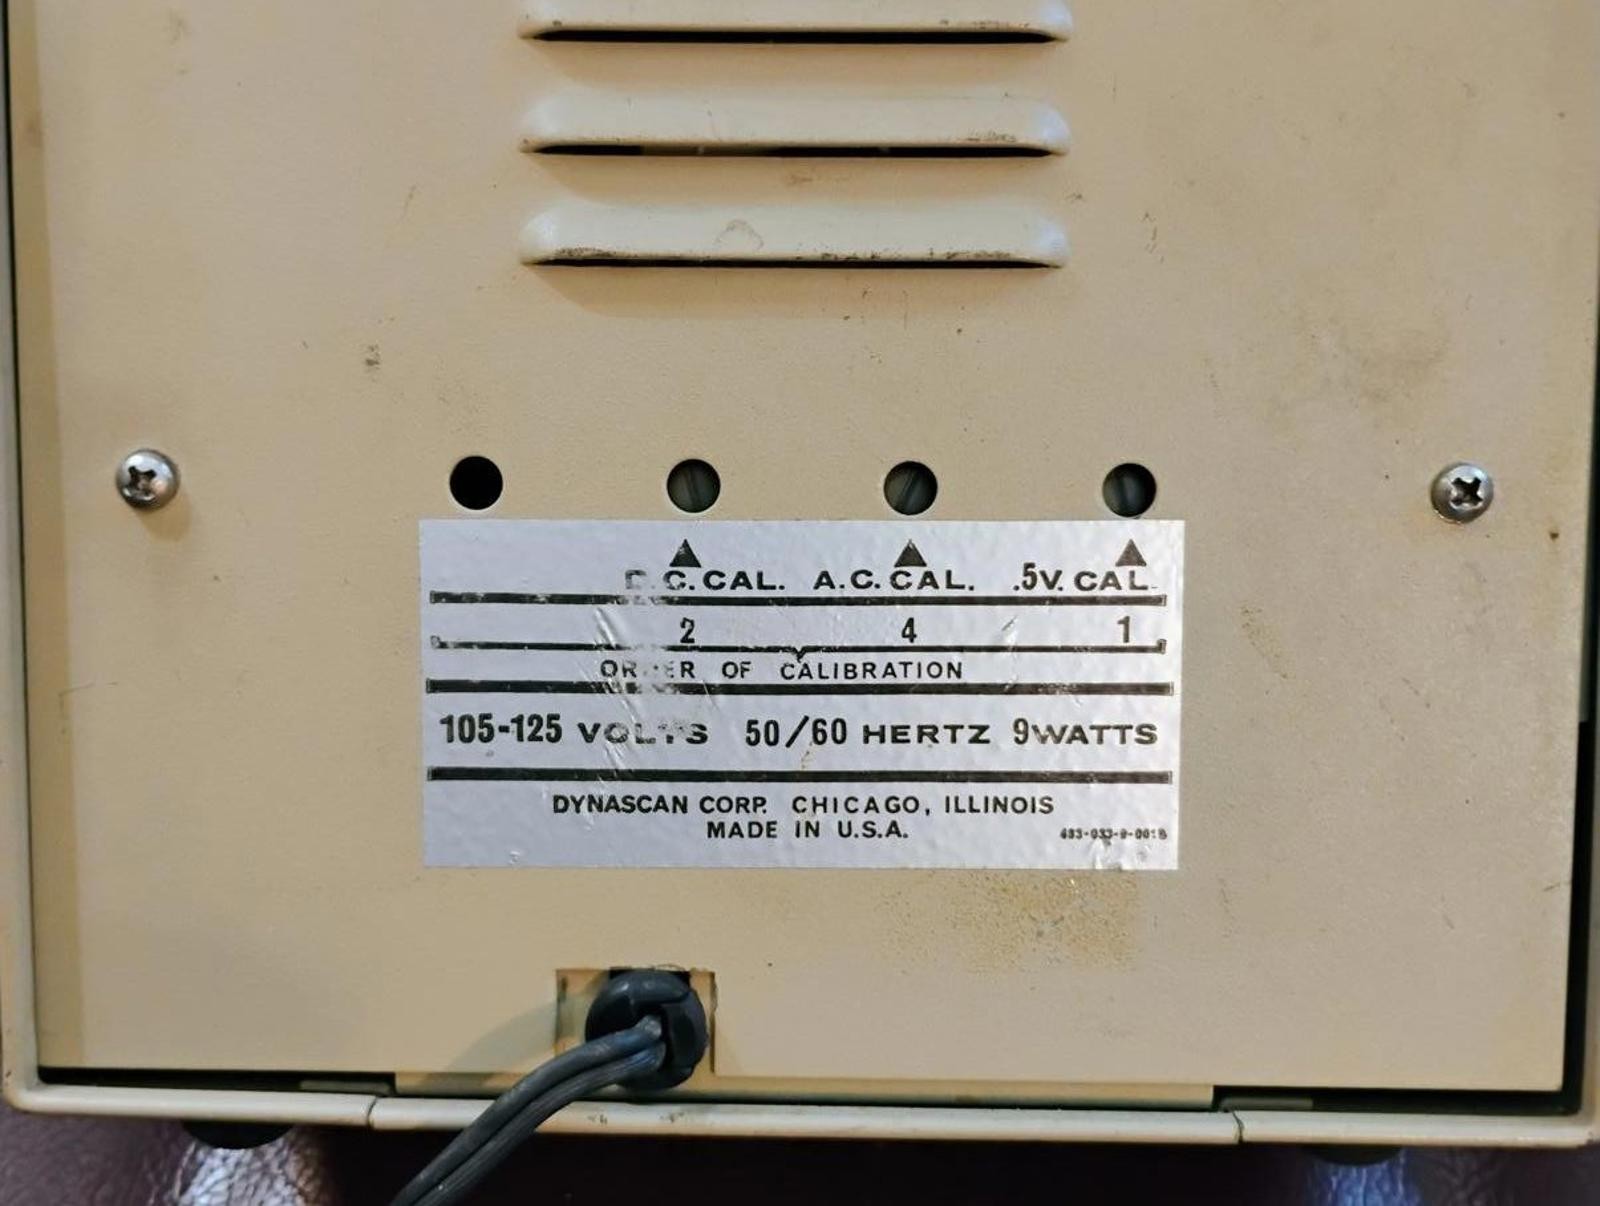 D.C.CAL. A.C.CAL. .5V. CAL.
2 4 1
ORDER OF CALIBRATION
105-125 VOLTS 50/60 HERTZ 9WATTS
DYNASCAN CORP. CHICAGO, ILLINOIS
MADE IN U.S.A.